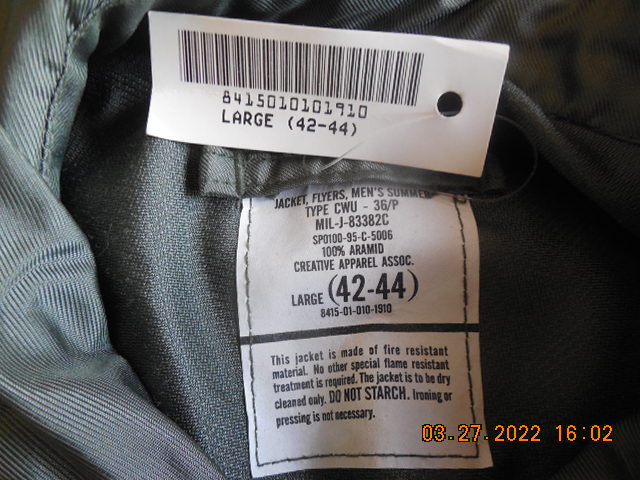 8415010101910
LARGE (42-44)
JACKET, FLYERS, MEN'S SUMMER
TYPE CWU - 36/P
MIL-J-83382C
SPO100-95-C-5006
100% ARAMID
CREATIVE APPAREL ASSOC.
LARGE (42-44)
8415-01-010-1910
This jacket is made of fire resistant
material. No other special flame resistant
treatment is required. The jacket is to be dry
cleaned only. DO NOT STARCH. Ironing or
pressing is not necessary.
03.27.2022 16:02